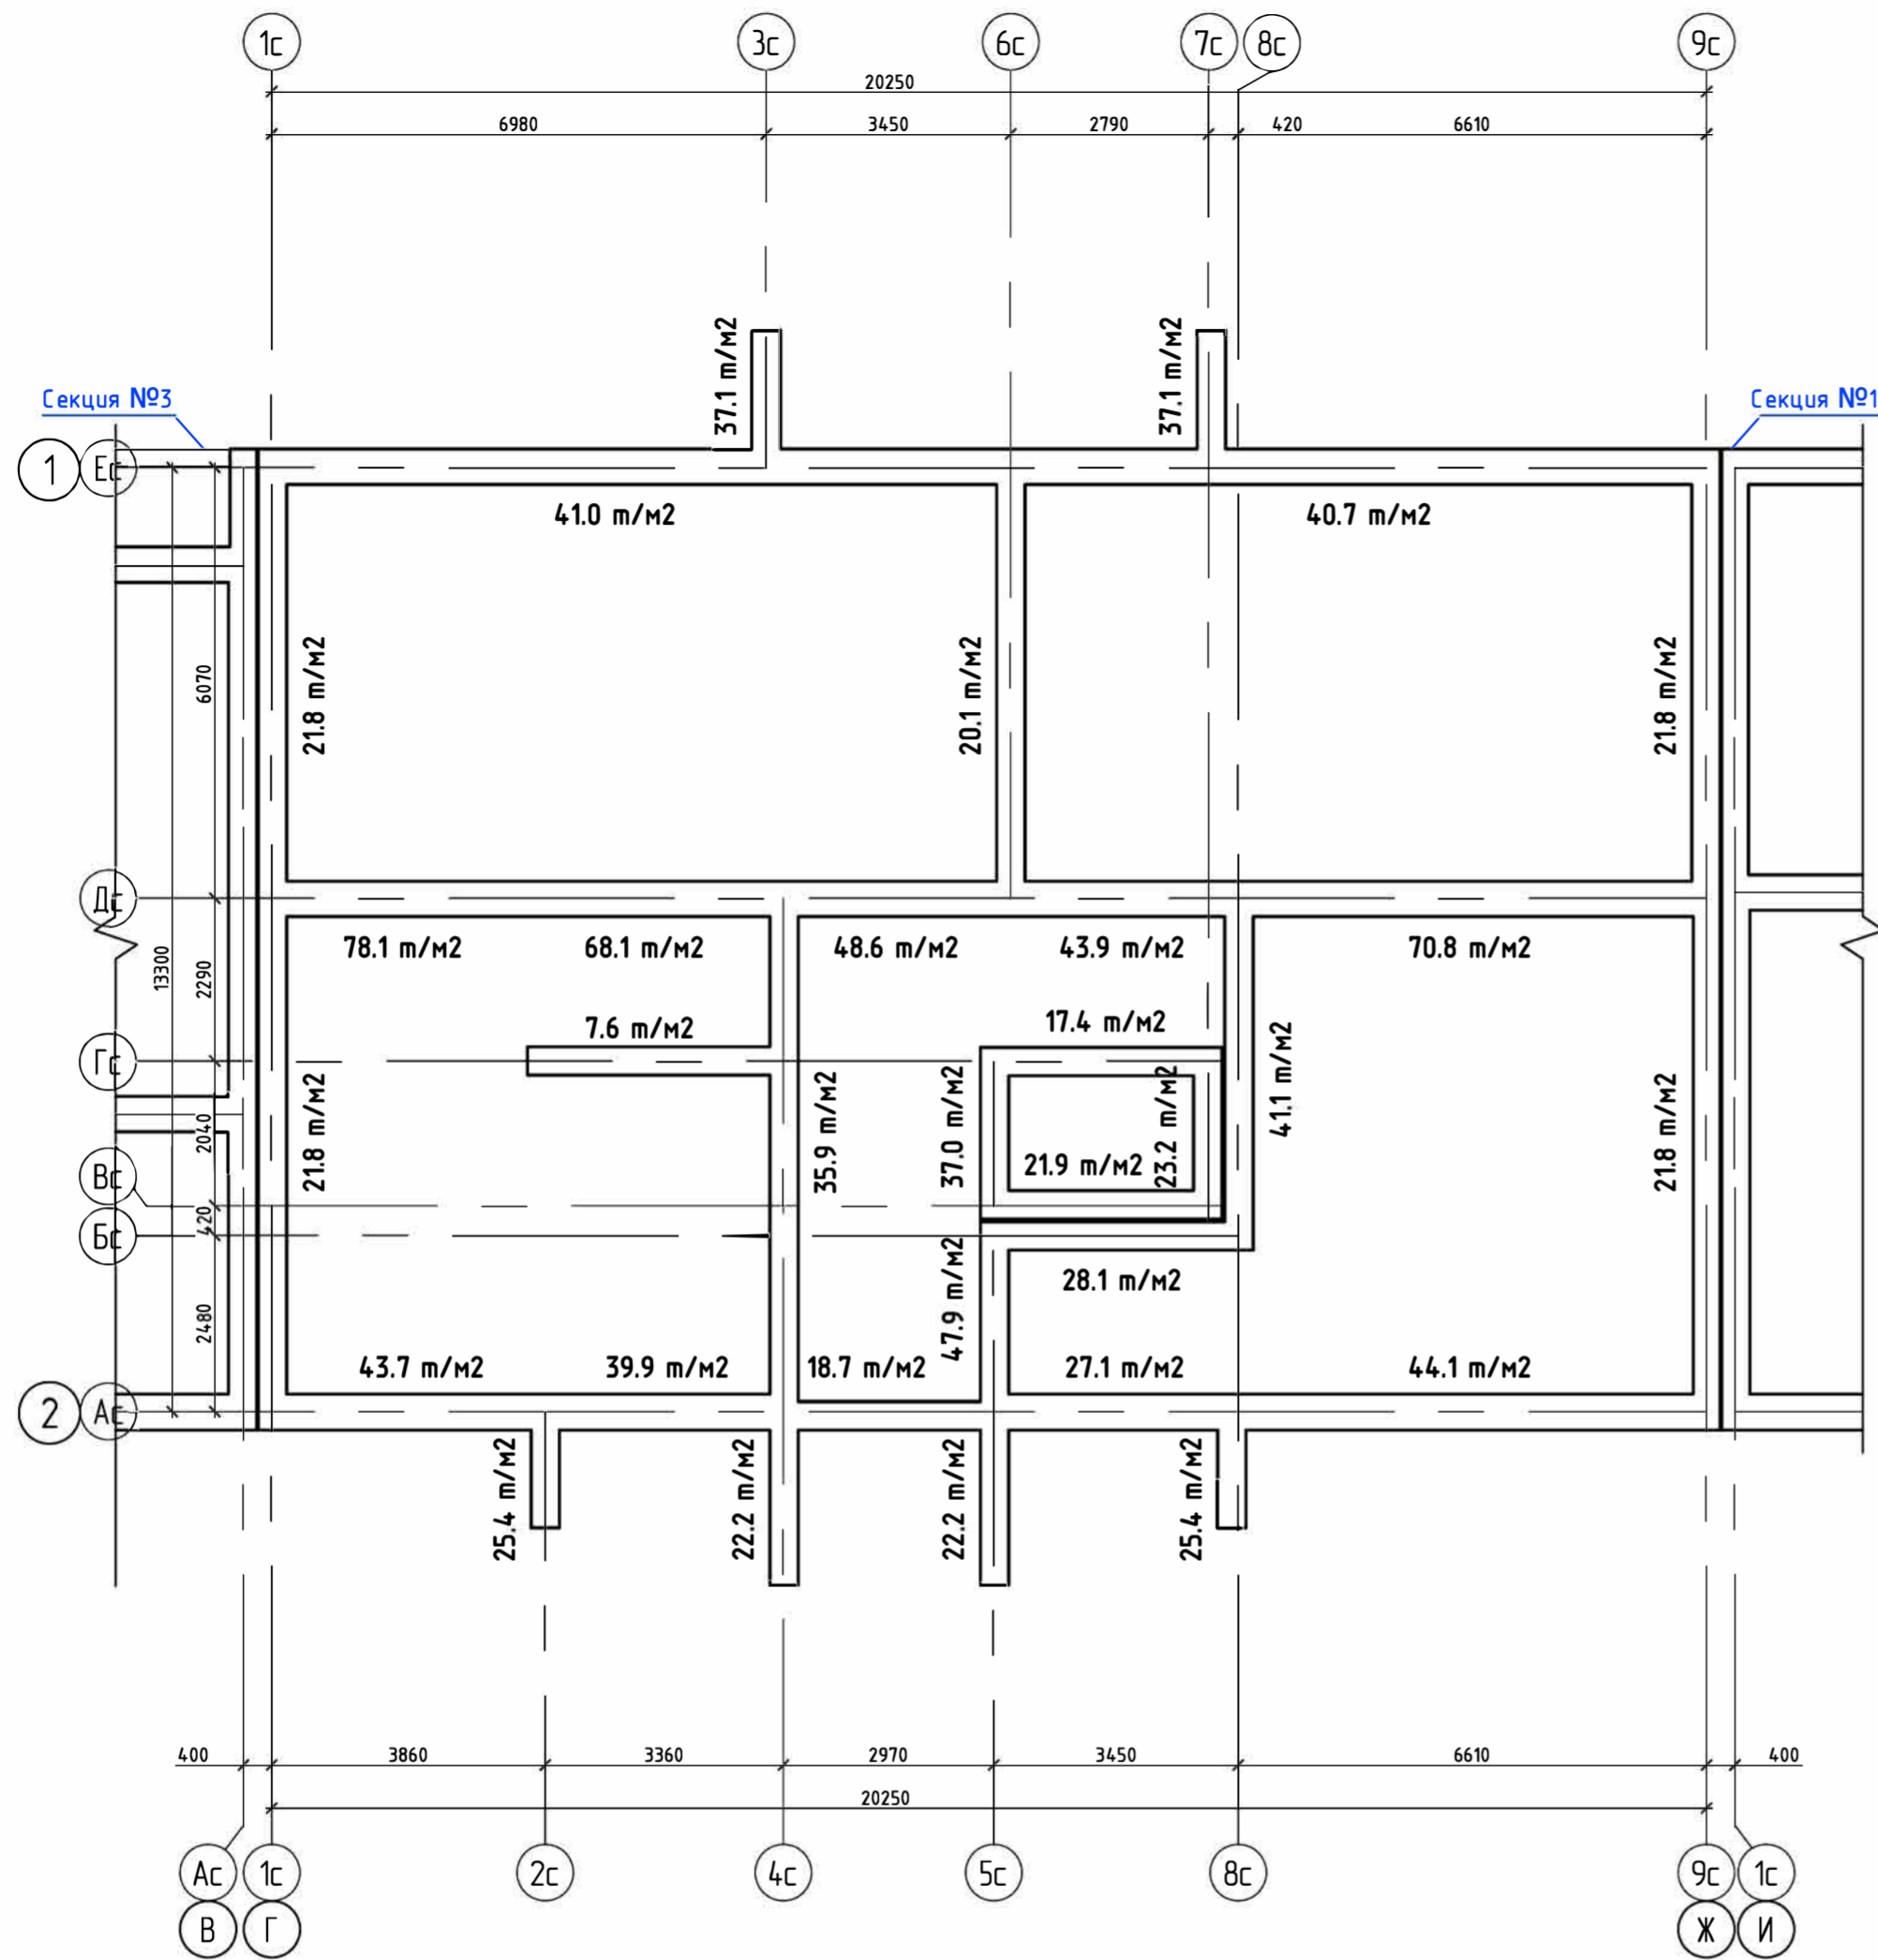 1с 3с 6с 7с 8с 9с
20250
6980 3450 2790 420 6610
37.1 т/м2 37.1 т/м2
Секция №3 Секция №1
1 Ес
41.0 т/м2 40.7 т/м2
6070 21.8 т/м2 20.1 т/м2 21.8 т/м2
Дс
13300 2290 78.1 т/м2 68.1 т/м2 48.6 т/м2 43.9 т/м2 70.8 т/м2
7.6 т/м2 17.4 т/м2
Гс
2040 21.8 т/м2 35.9 т/м2 37.0 т/м2 23.2 т/м2 41.1 т/м2 21.8 т/м2
21.9 т/м2
Вс
420
Бс
28.1 т/м2
2480 47.9 т/м2
43.7 т/м2 39.9 т/м2 18.7 т/м2 27.1 т/м2 44.1 т/м2
2 Ас
25.4 т/м2 22.2 т/м2 22.2 т/м2 25.4 т/м2
400 3860 3360 2970 3450 6610 400
20250
Ас 1с 2с 4с 5с 8с 9с 1с
В Г Ж И